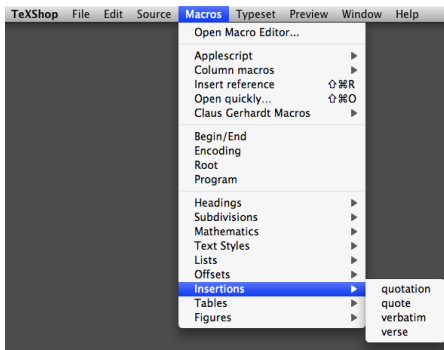 TeXShop File Edit Source Macros Typeset Preview Window Help
Open Macro Editor...
Applescript
Column macros
Insert reference ⇧⌘R
Open quickly... ⇧⌘O
Claus Gerhardt Macros
Begin/End
Encoding
Root
Program
Headings
Subdivisions
Mathematics
Text Styles
Lists
Offsets
Insertions
Tables
Figures
quotation
quote
verbatim
verse